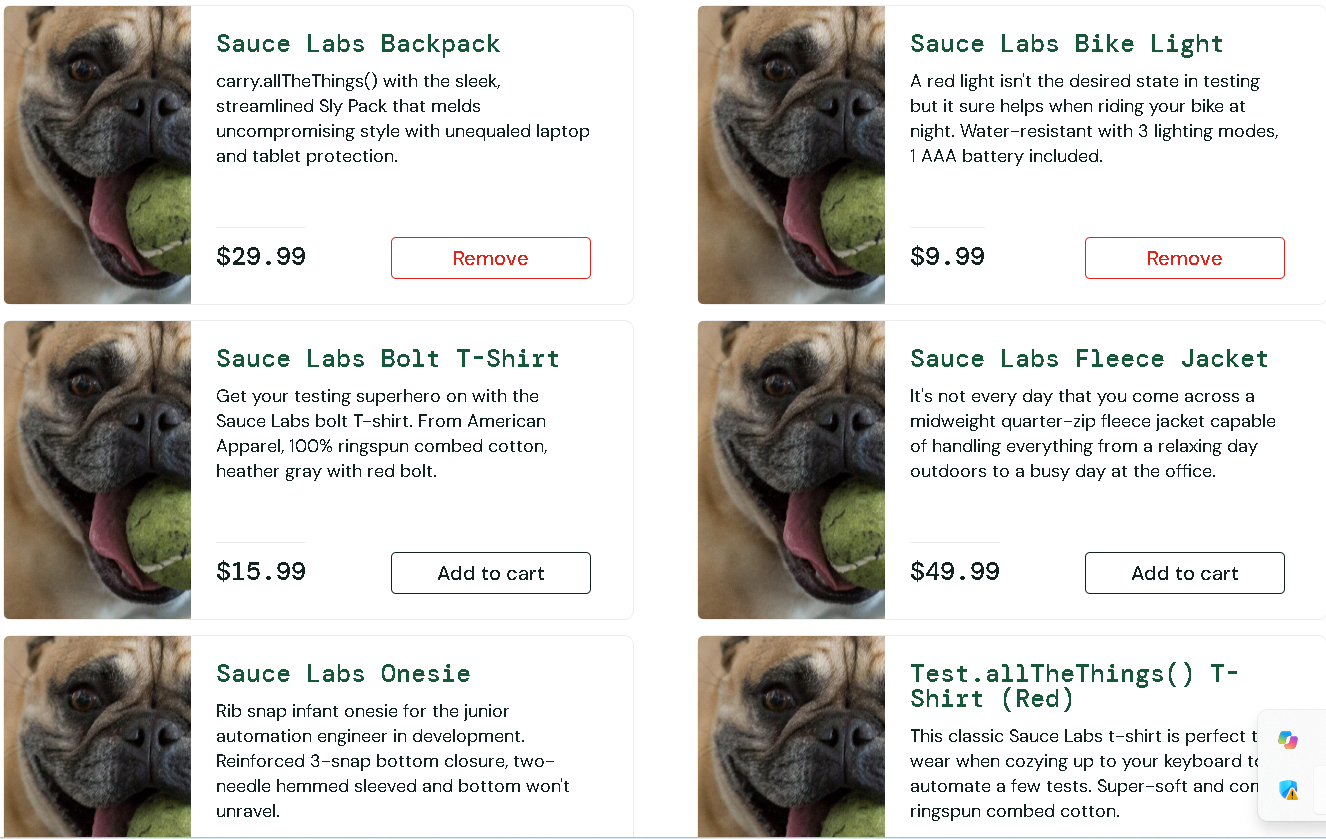 Sauce Labs Backpack
carry.allTheThings() with the sleek,
streamlined Sly Pack that melds
uncompromising style with unequaled laptop
and tablet protection.
$29.99
Remove
Sauce Labs Bike Light
A red light isn't the desired state in testing
but it sure helps when riding your bike at
night. Water-resistant with 3 lighting modes,
1 AAA battery included.
$9.99
Remove
Sauce Labs Bolt T-Shirt
Get your testing superhero on with the
Sauce Labs bolt T-shirt. From American
Apparel, 100% ringspun combed cotton,
heather gray with red bolt.
$15.99
Add to cart
Sauce Labs Fleece Jacket
It's not every day that you come across a
midweight quarter-zip fleece jacket capable
of handling everything from a relaxing day
outdoors to a busy day at the office.
$49.99
Add to cart
Sauce Labs Onesie
Rib snap infant onesie for the junior
automation engineer in development.
Reinforced 3-snap bottom closure, two-
needle hemmed sleeved and bottom won't
unravel.
Test.allTheThings() T-
Shirt (Red)
This classic Sauce Labs t-shirt is perfect
wear when cozying up to your keyboard to
automate a few tests. Super-soft and
ringspun combed cotton.